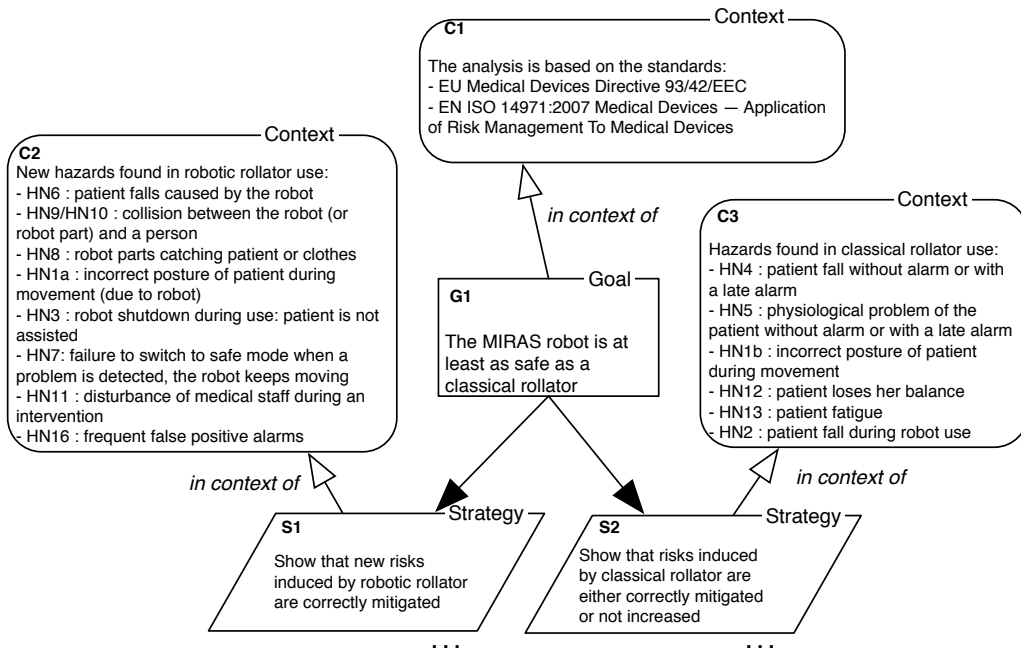 Context
C1
The analysis is based on the standards:
- EU Medical Devices Directive 93/42/EEC
- EN ISO 14971:2007 Medical Devices — Application
of Risk Management To Medical Devices
Context
C2
New hazards found in robotic rollator use:
- HN6 : patient falls caused by the robot
- HN9/HN10 : collision between the robot (or
robot part) and a person
- HN8 : robot parts catching patient or clothes
- HN1a : incorrect posture of patient during
movement (due to robot)
- HN3 : robot shutdown during use: patient is not
assisted
- HN7: failure to switch to safe mode when a
problem is detected, the robot keeps moving
- HN11 : disturbance of medical staff during an
intervention
- HN16 : frequent false positive alarms
in context of
Context
C3
Hazards found in classical rollator use:
- HN4 : patient fall without alarm or with
a late alarm
- HN5 : physiological problem of the
patient without alarm or with a late alarm
- HN1b : incorrect posture of patient
during movement
- HN12 : patient loses her balance
- HN13 : patient fatigue
- HN2 : patient fall during robot use
Goal
G1
The MIRAS robot is at
least as safe as a
classical rollator
in context of
in context of
Strategy
S1
Show that new risks
induced by robotic rollator
are correctly mitigated
...
Strategy
S2
Show that risks induced
by classical rollator are
either correctly mitigated
or not increased
...